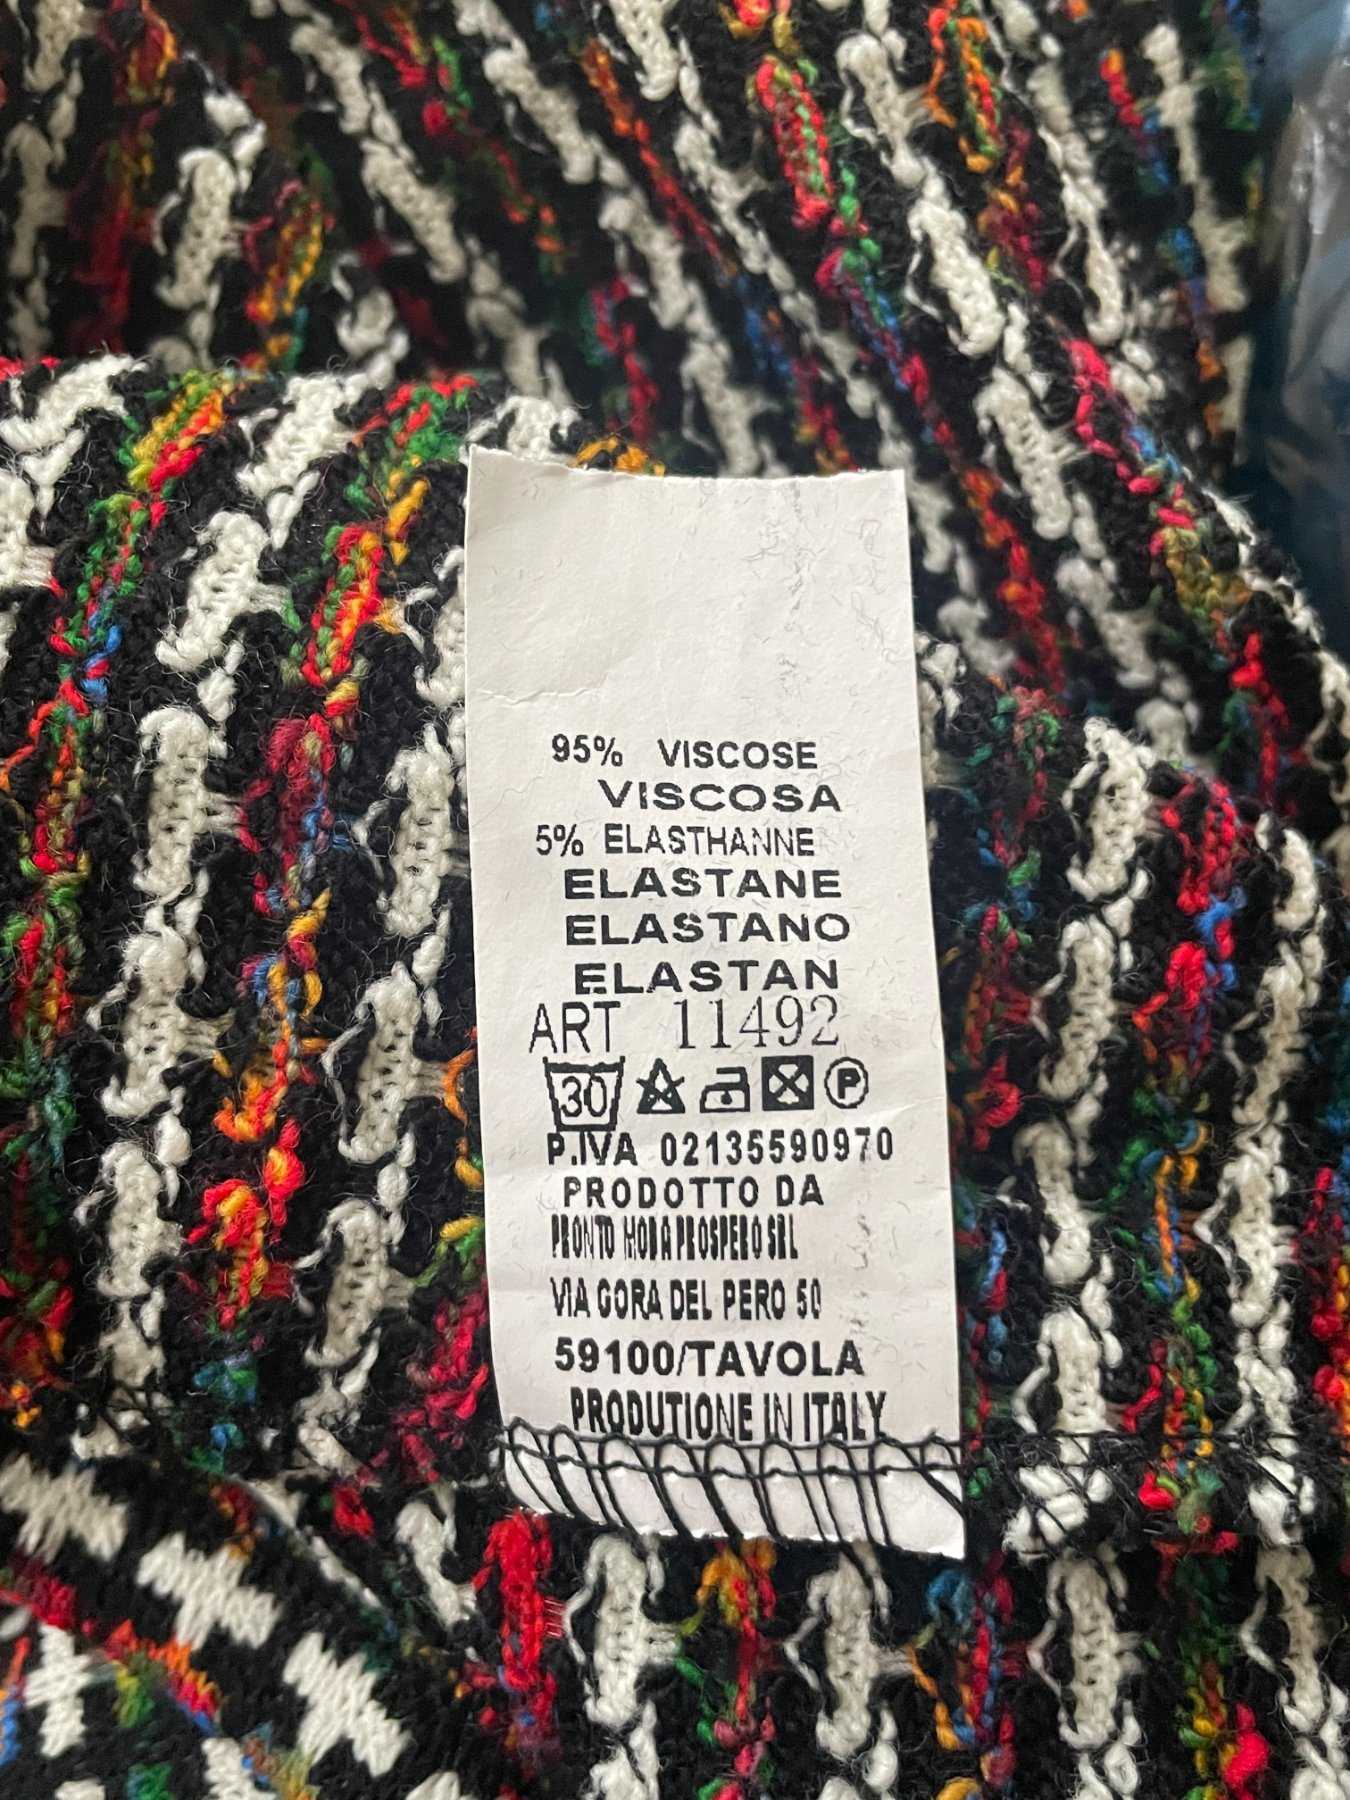 95% VISCOSE
VISCOSA
5% ELASTHANNE
ELASTANE
ELASTANO
ELASTAN
ART 11492
30 P
P.IVA 02135590970
PRODOTTO DA
PRONTO MODA PROSPERO SRL
VIA GORA DEL PERO 50
59100/TAVOLA
PRODUTIONE IN ITALY